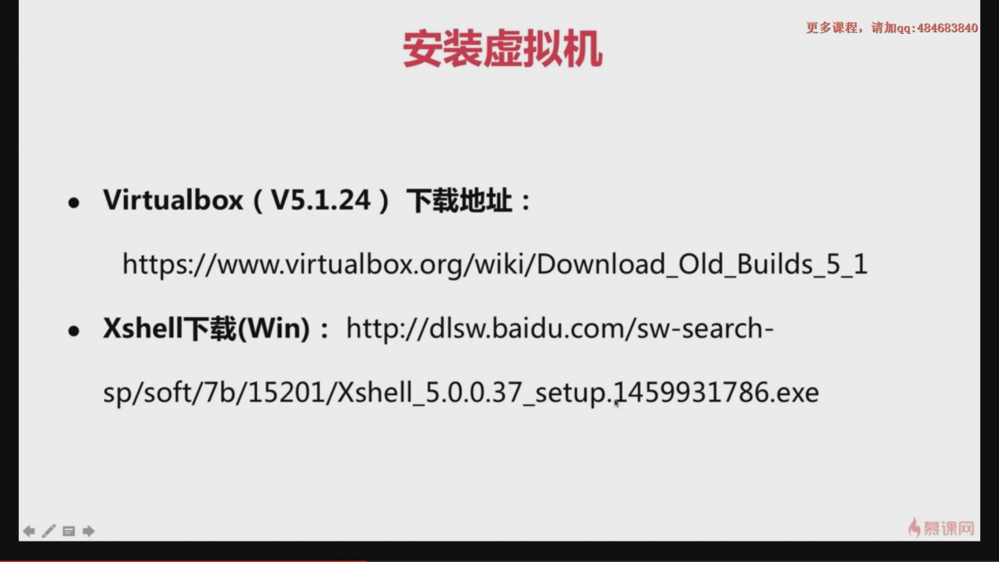 更多课程，请加qq:484683840
安装虚拟机
• Virtualbox（V5.1.24） 下载地址：
https://www.virtualbox.org/wiki/Download_Old_Builds_5_1
• Xshell下载(Win)： http://dlsw.baidu.com/sw-search-
sp/soft/7b/15201/Xshell_5.0.0.37_setup.1459931786.exe
慕课网